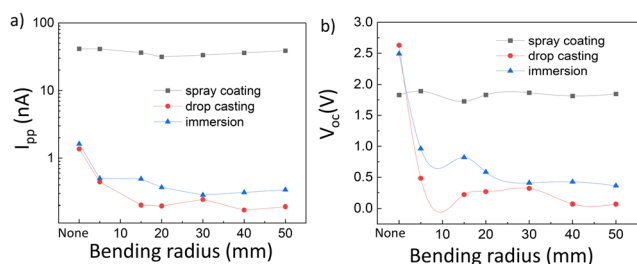 a)
100
10
1
I_pp (nA)
spray coating
drop casting
immersion
None 10 20 30 40 50
Bending radius (mm)
b)
3.0
2.5
2.0
1.5
1.0
0.5
0.0
V_oc(V)
spray coating
drop casting
immersion
None 10 20 30 40 50
Bending radius (mm)